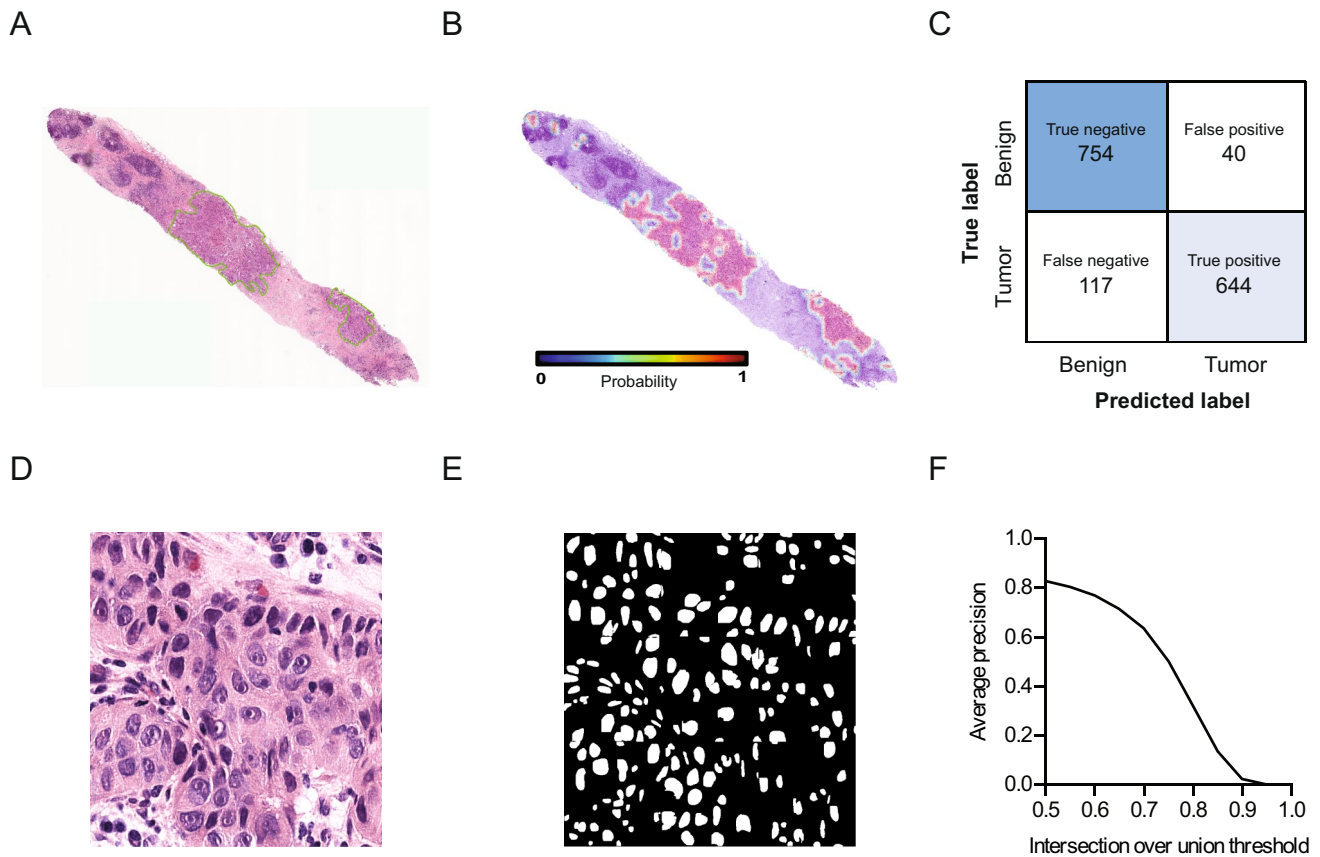 A
B
C
0
Probability
1
True label
Benign
Tumor
True negative
754
False positive
40
False negative
117
True positive
644
Benign
Tumor
Predicted label
D
E
F
Average precision
1.0
0.8
0.6
0.4
0.2
0.0
0.5
0.6
0.7
0.8
0.9
1.0
Intersection over union threshold